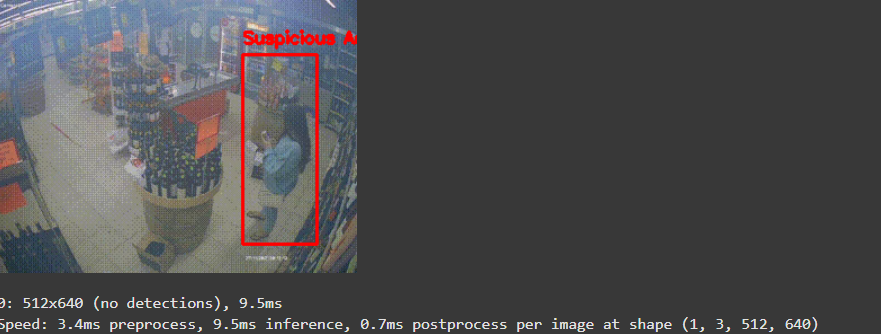 Suspicious A
0: 512x640 (no detections), 9.5ms
Speed: 3.4ms preprocess, 9.5ms inference, 0.7ms postprocess per image at shape (1, 3, 512, 640)